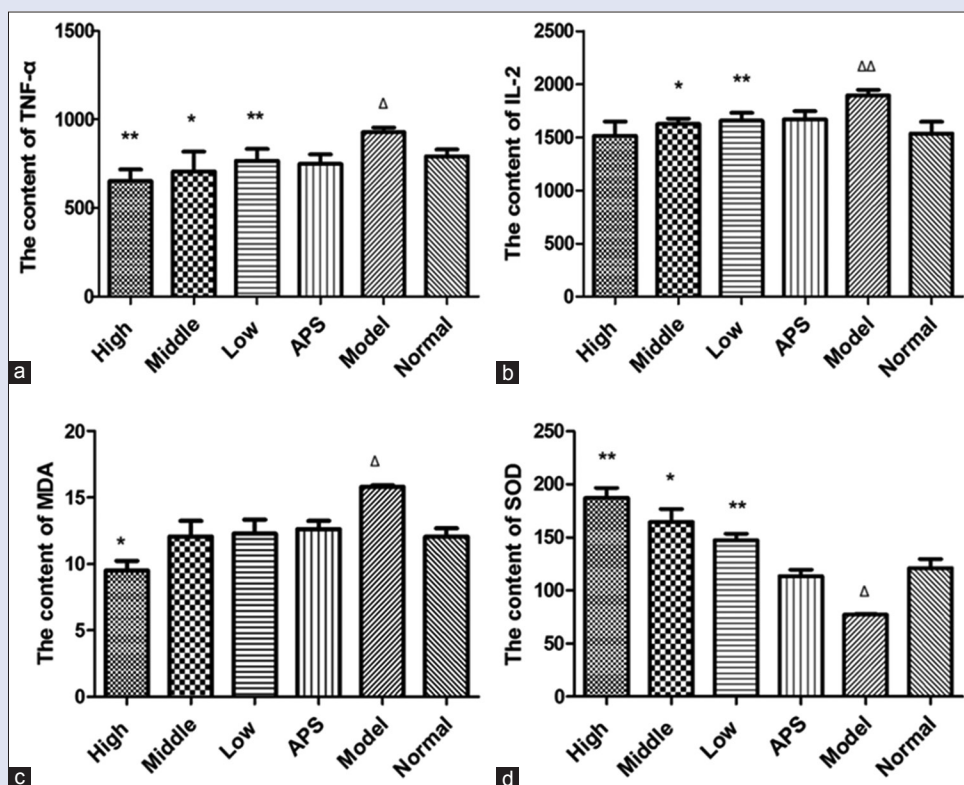 The content of TNF-α
1500
1000
500
0
**
*
**
Δ
High
Middle
Low
APS
Model
Normal
a
The content of IL-2
2500
2000
1500
1000
500
0
*
**
ΔΔ
High
Middle
Low
APS
Model
Normal
b
The content of MDA
20
15
10
5
0
*
Δ
High
Middle
Low
APS
Model
Normal
c
The content of SOD
250
200
150
100
50
0
**
*
**
Δ
High
Middle
Low
APS
Model
Normal
d